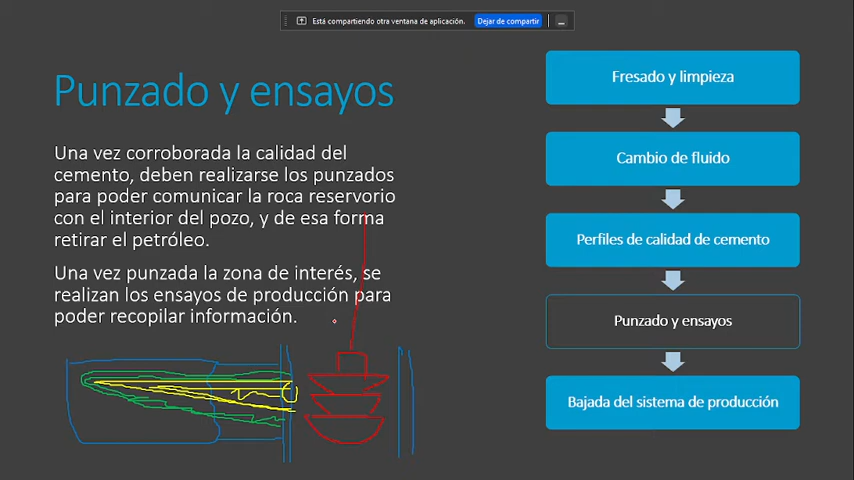 Está compartiendo otra ventana de aplicación.
Dejar de compartir
Punzado y ensayos
Una vez corroborada la calidad del
cemento, deben realizarse los punzados
para poder comunicar la roca reservorio
con el interior del pozo, y de esa forma
retirar el petróleo.
Una vez punzada la zona de interés, se
realizan los ensayos de producción para
poder recopilar información.
Fresado y limpieza
Cambio de fluido
Perfiles de calidad de cemento
Punzado y ensayos
Bajada del sistema de producción